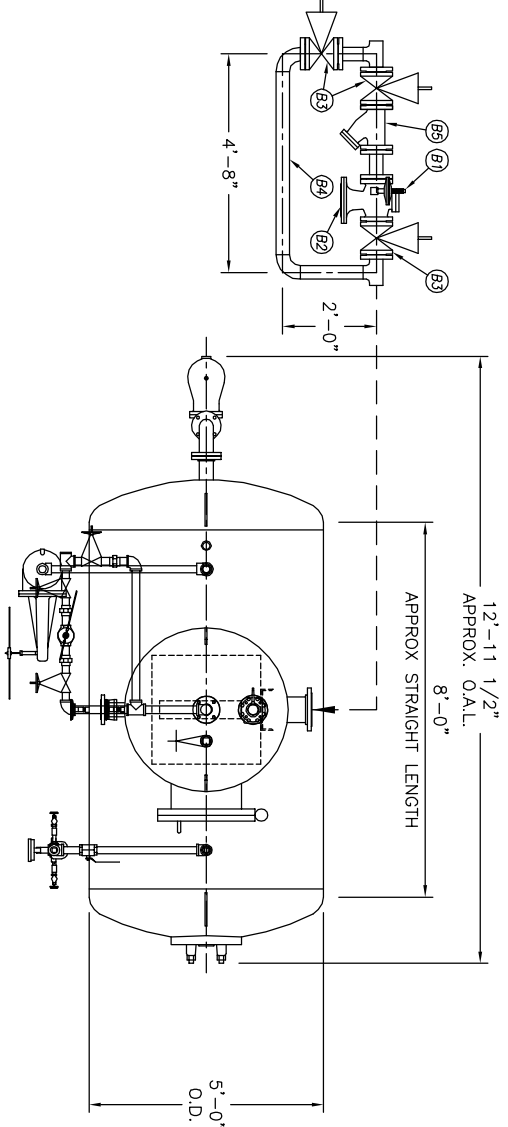 B3
B5
B1
B4
B2
B3
4'-8"
2'-0"
12'-11 1/2"
APPROX. O.A.L.
8'-0"
APPROX STRAIGHT LENGTH
5'-0"
O.D.